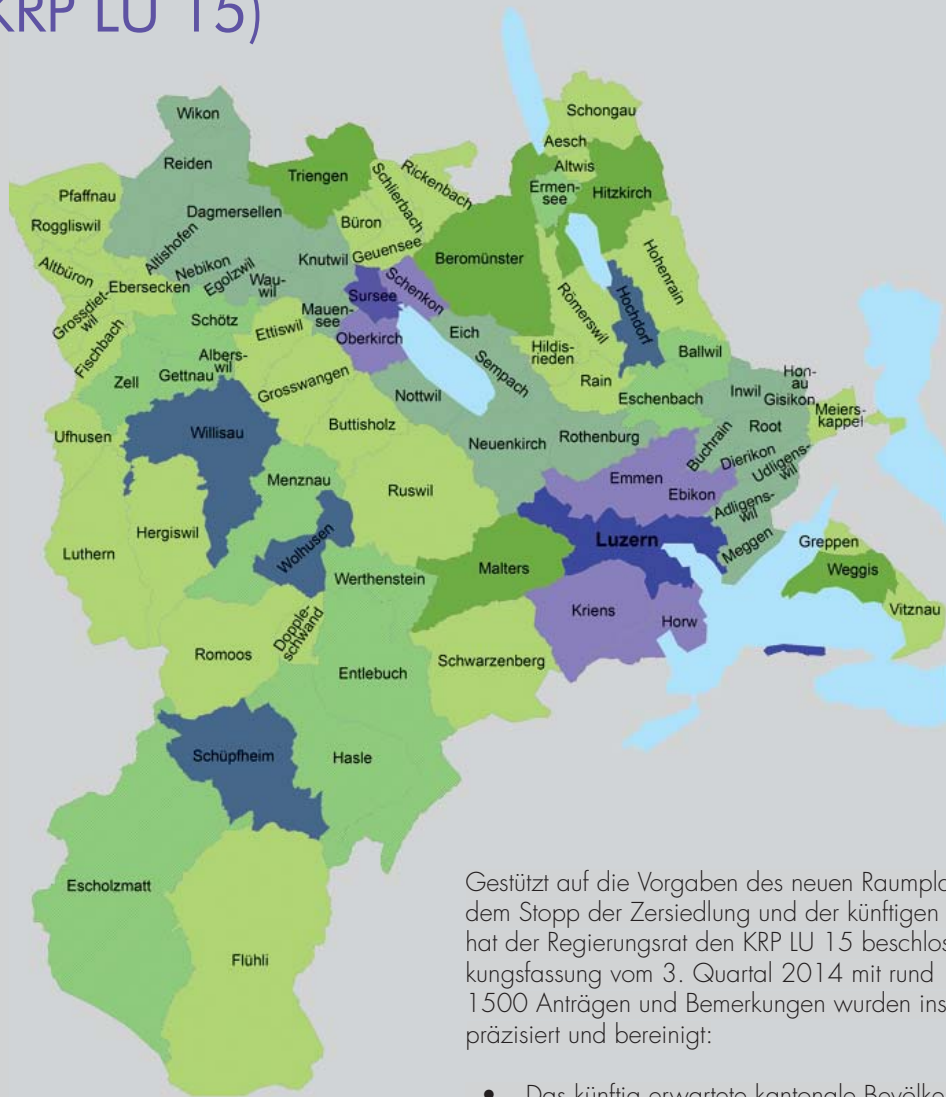 KRP LU 15)
Wikon
Schongau
Aesch
Reiden
Altwis
Triengen
Schlierbach
Rickenbach
Ermen-
see
Hitzkirch
Pfaffnau
Dagmersellen
Roggliswil
Büron
Altishofen
Knutwil
Geuensee
Beromünster
Hohenrain
Altbüron
Ebersecken
Nebikon
Egolzwil
Wau-
wil
Schenkon
Sursee
Römerswil
Hochdorf
Grossdiet-
wil
Fischbach
Schötz
Ettiswil
Mauen-
see
Oberkirch
Eich
Sempach
Hildis-
rieden
Ballwil
Albers-
wil
Zell
Gettnau
Grosswangen
Nottwil
Rain
Eschenbach
Inwil
Hon-
au
Gisikon
Meiers-
kappel
Ufhusen
Willisau
Buttisholz
Neuenkirch
Rothenburg
Buchrain
Root
Dierikon
Udligens-
wil
Menznau
Ruswil
Emmen
Ebikon
Adligens-
wil
Luthern
Hergiswil
Wolhusen
Luzern
Meggen
Greppen
Werthenstein
Malters
Weggis
Vitznau
Romoos
Dopple-
schwand
Entlebuch
Schwarzenberg
Kriens
Horw
Schüpfheim
Hasle
Escholzmatt
Flühli
Gestützt auf die Vorgaben des neuen
dem Stopp der Zersiedlung und der künftigen
hat der Regierungsrat den KRP LU 15
kungsfassung vom 3. Quartal 2014 mit rund
1500 Anträgen und Bemerkungen wurden
präzisiert und bereinigt:
• Das künftig erwartete kantonale